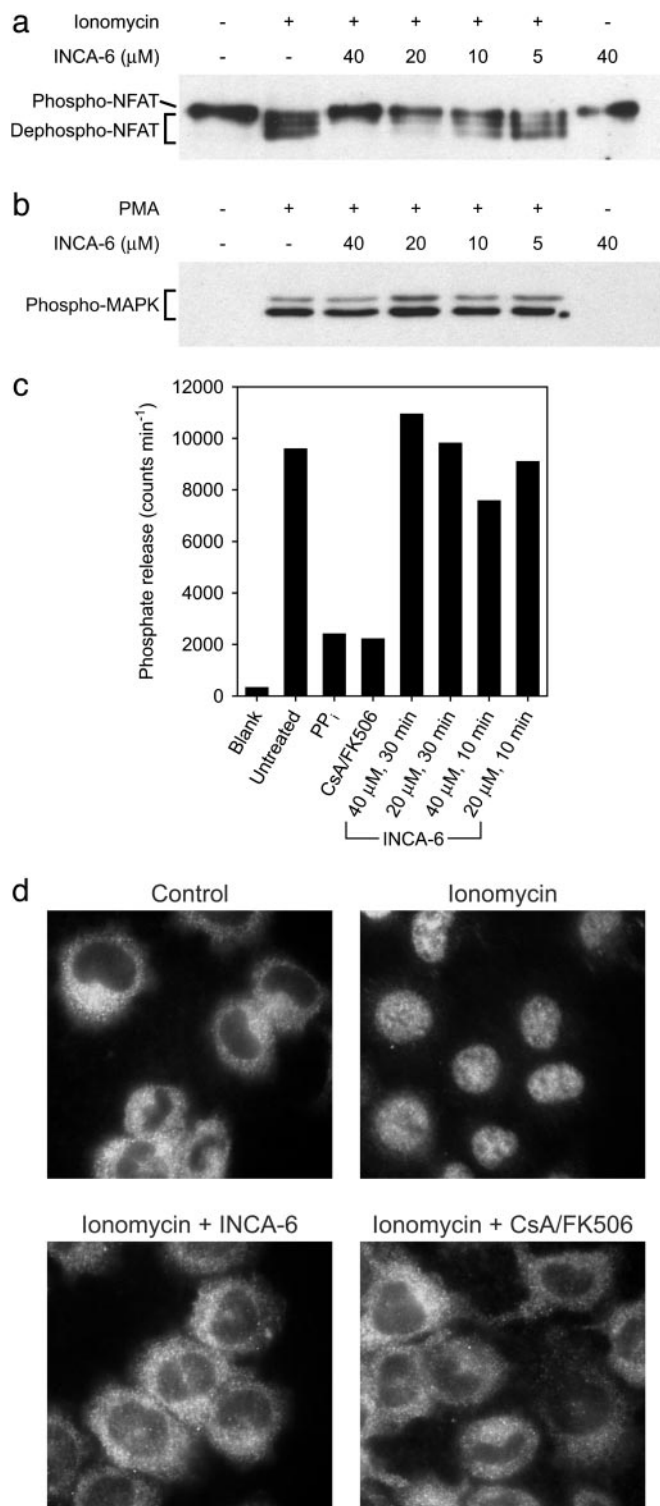 a
Ionomycin - + + + + + -
INCA-6 (μM) - - 40 20 10 5 40
Phospho-NFAT
Dephospho-NFAT
b
PMA - + + + + + -
INCA-6 (μM) - - 40 20 10 5 40
Phospho-MAPK
c
Phosphate release (counts min⁻¹)
12000
10000
8000
6000
4000
2000
0
Blank
Untreated
PPi
CsA/FK506
40 μM, 30 min
20 μM, 30 min
40 μM, 10 min
20 μM, 10 min
INCA-6
d
Control Ionomycin
Ionomycin + INCA-6 Ionomycin + CsA/FK506